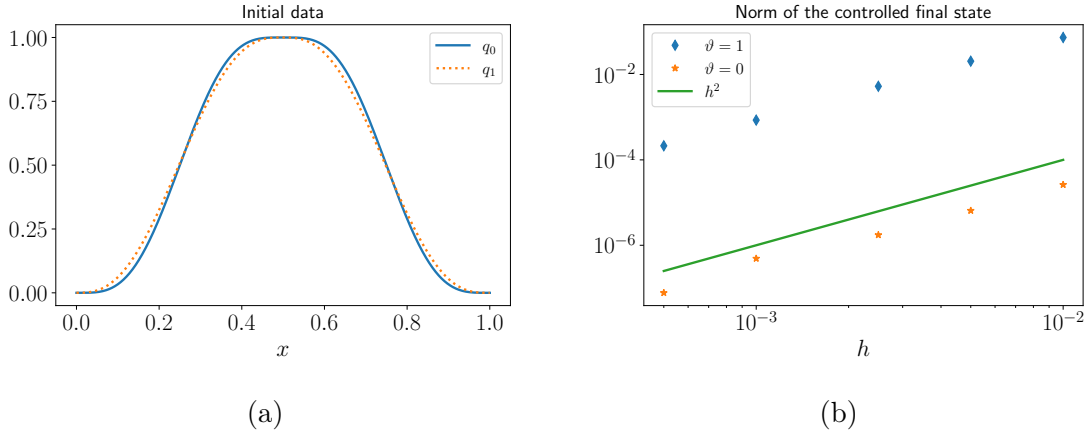 Initial data
1.00
0.75
0.50
0.25
0.00
q₀
q₁
0.0 0.2 0.4 0.6 0.8 1.0
x
(a)
Norm of the controlled final state
ϑ = 1
ϑ = 0
h²
10⁻²
10⁻⁴
10⁻⁶
10⁻³ 10⁻²
h
(b)